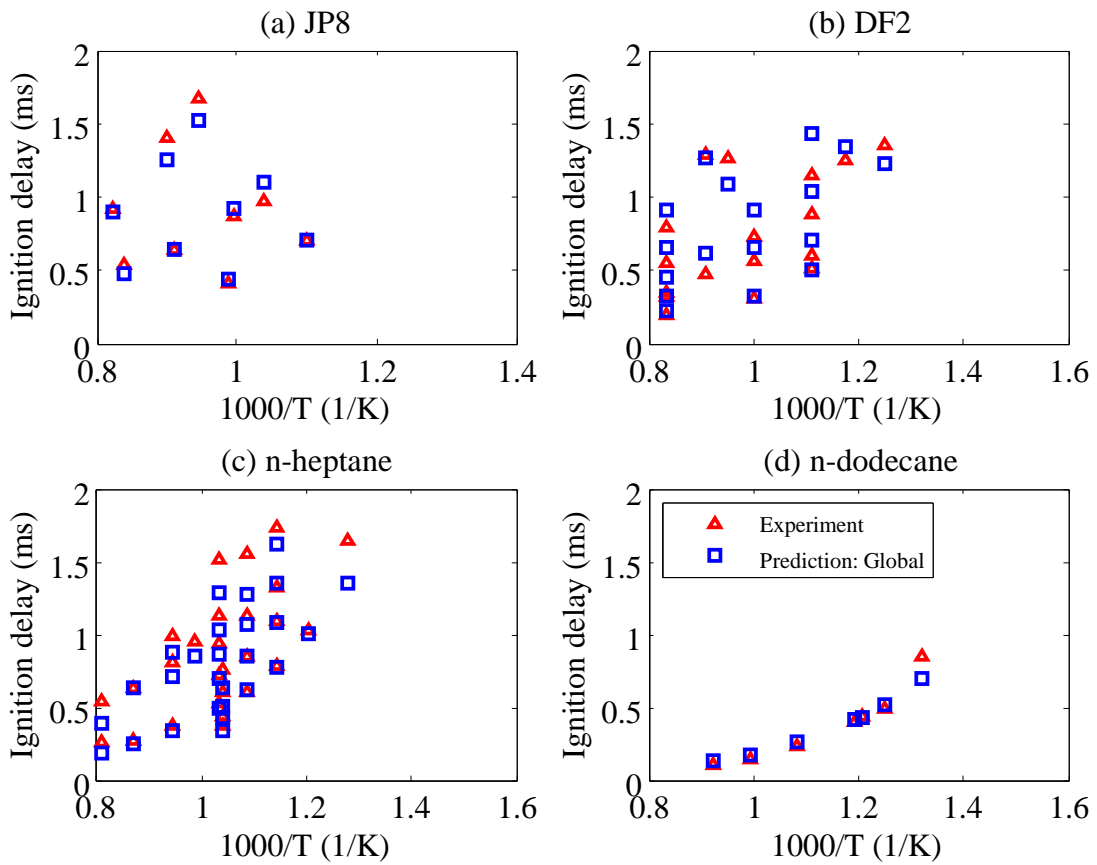 (a) JP8
2
1.5
1
0.5
0
0.8
1
1.2
1.4
Ignition delay (ms)
1000/T (1/K)
(b) DF2
2
1.5
1
0.5
0
0.8
1
1.2
1.4
1.6
Ignition delay (ms)
1000/T (1/K)
(c) n-heptane
2
1.5
1
0.5
0
0.8
1
1.2
1.4
1.6
Ignition delay (ms)
1000/T (1/K)
(d) n-dodecane
Experiment
Prediction: Global
2
1.5
1
0.5
0
0.8
1
1.2
1.4
1.6
Ignition delay (ms)
1000/T (1/K)